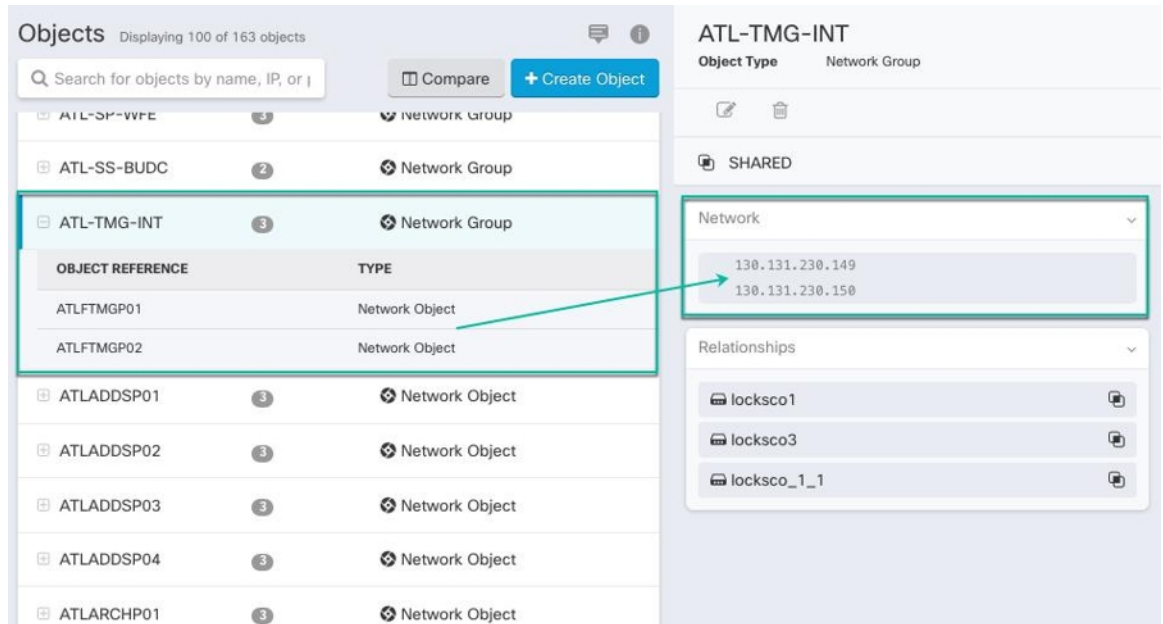 Objects Displaying 100 of 163 objects
Search for objects by name, IP, or p
Compare
+ Create Object
ATL-SP-WFE 3 Network Group
ATL-SS-BUDC 2 Network Group
ATL-TMG-INT 3 Network Group
OBJECT REFERENCE TYPE
ATLFTMGP01 Network Object
ATLFTMGP02 Network Object
ATLADDSP01 3 Network Object
ATLADDSP02 3 Network Object
ATLADDSP03 3 Network Object
ATLADDSP04 3 Network Object
ATLARCHP01 3 Network Object
ATL-TMG-INT
Object Type Network Group
SHARED
Network
130.131.230.149
130.131.230.150
Relationships
locksco1
locksco3
locksco_1_1